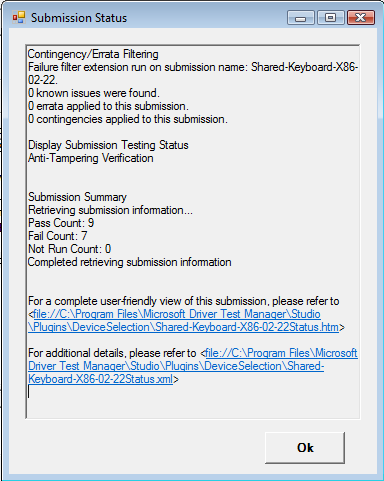 Submission Status
Contingency/Errata Filtering
Failure filter extension run on submission name: Shared-Keyboard-X86-
02-22.
0 known issues were found.
0 errata applied to this submission.
0 contingencies applied to this submission.
Display Submission Testing Status
Anti-Tampering Verification
Submission Summary
Retrieving submission information...
Pass Count: 9
Fail Count: 7
Not Run Count: 0
Completed retrieving submission information
For a complete user-friendly view of this submission, please refer to
<file://C:\Program Files\Microsoft Driver Test Manager\Studio
\Plugins\DeviceSelection\Shared-Keyboard-X86-02-22Status.htm>
For additional details, please refer to <file://C:\Program Files\Microsoft
Driver Test Manager\Studio\Plugins\DeviceSelection\Shared-
Keyboard-X86-02-22Status.xml>
Ok